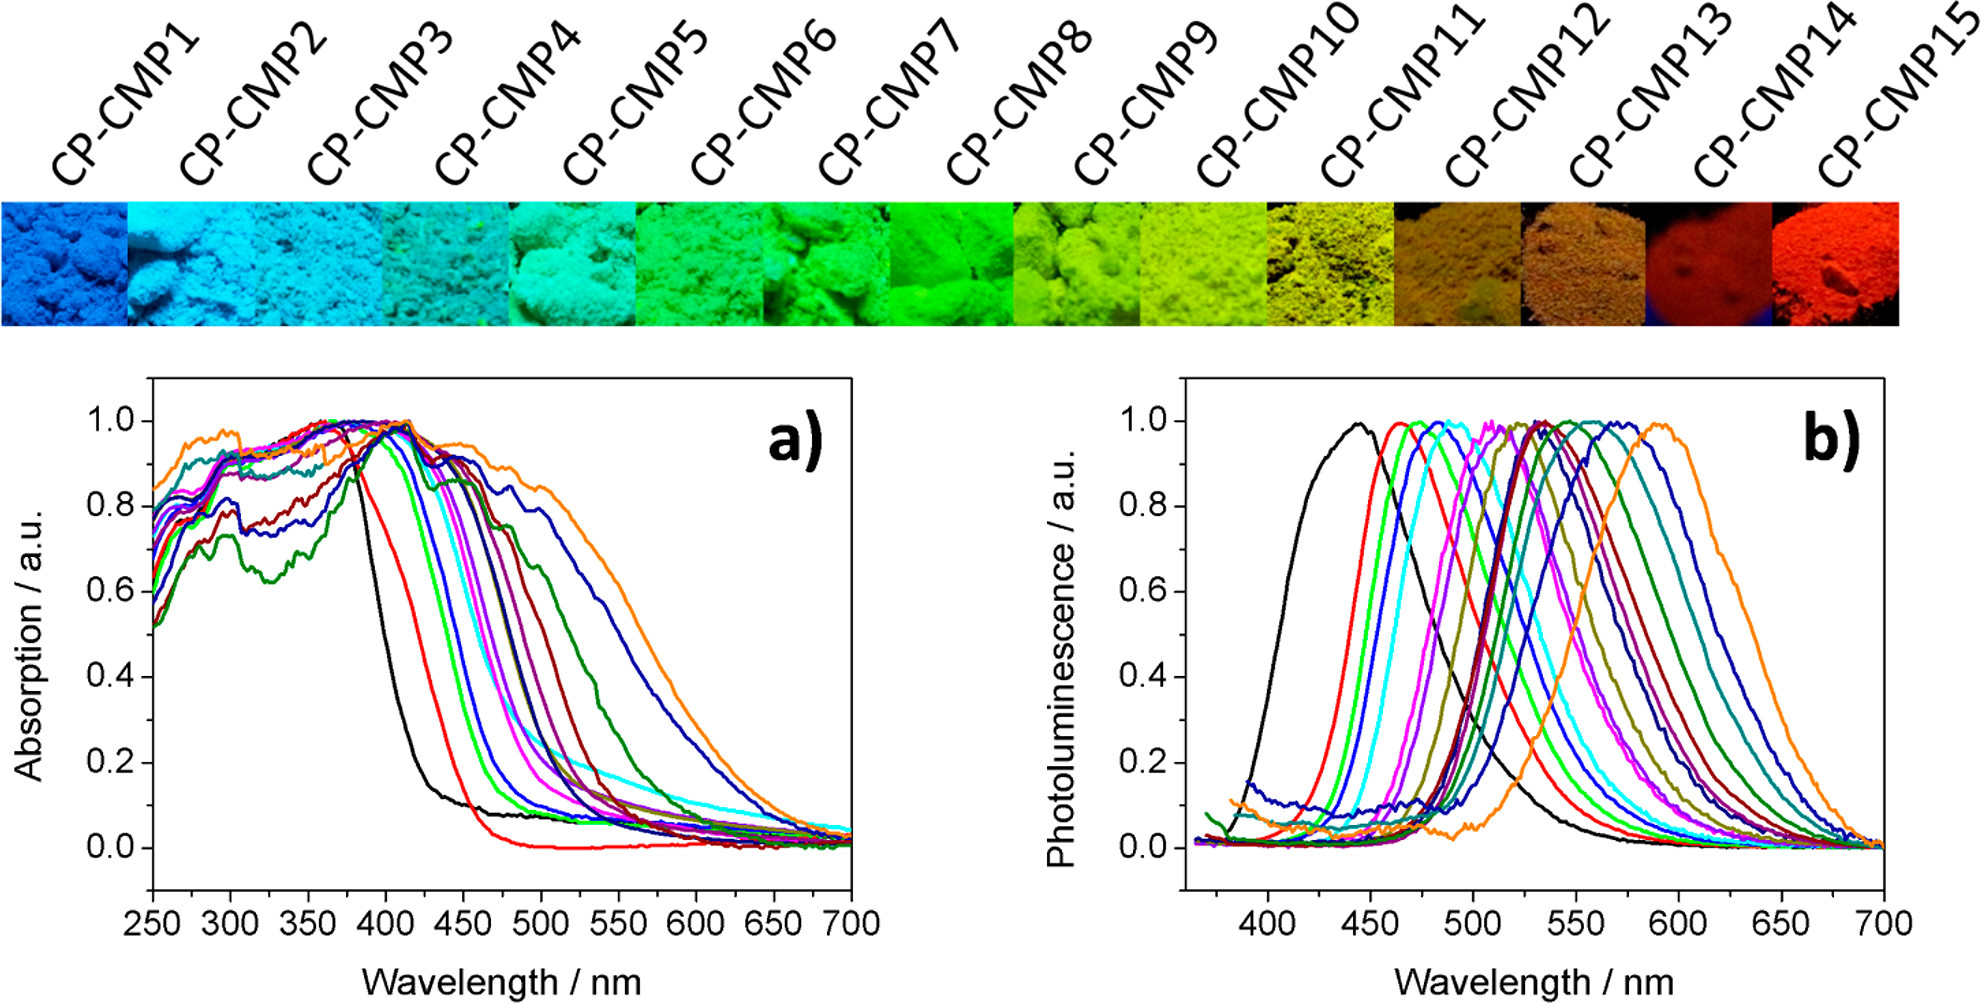 CP-CMP1
CP-CMP2
CP-CMP3
CP-CMP4
CP-CMP5
CP-CMP6
CP-CMP7
CP-CMP8
CP-CMP9
CP-CMP10
CP-CMP11
CP-CMP12
CP-CMP13
CP-CMP14
CP-CMP15
a)
Absorption / a.u.
1.0
0.8
0.6
0.4
0.2
0.0
250 300 350 400 450 500 550 600 650 700
Wavelength / nm
b)
Photoluminescence / a.u.
1.0
0.8
0.6
0.4
0.2
0.0
400 450 500 550 600 650 700
Wavelength / nm